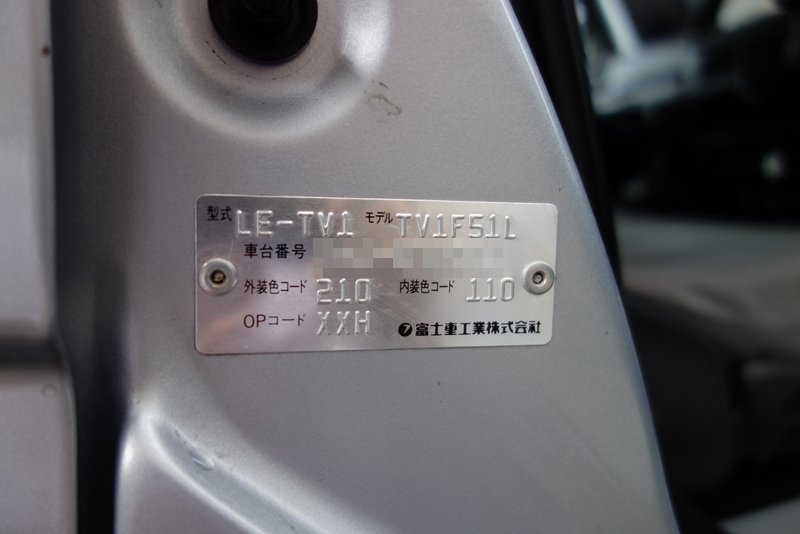 型式 LE-TV1 モデル TV1F51L
車台番号
外装色コード 210 内装色コード 110
OPコード XXH 富士重工業株式会社